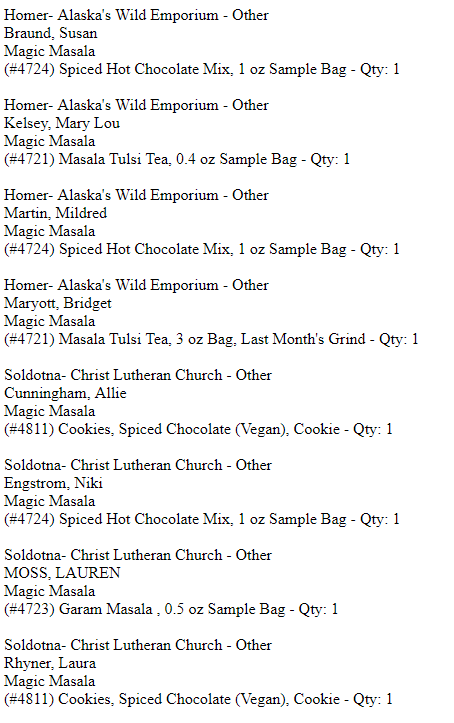 Homer- Alaska's Wild Emporium - Other
Braund, Susan
Magic Masala
(#4724) Spiced Hot Chocolate Mix, 1 oz Sample Bag - Qty: 1
Homer- Alaska's Wild Emporium - Other
Kelsey, Mary Lou
Magic Masala
(#4721) Masala Tulsi Tea, 0.4 oz Sample Bag - Qty: 1
Homer- Alaska's Wild Emporium - Other
Martin, Mildred
Magic Masala
(#4724) Spiced Hot Chocolate Mix, 1 oz Sample Bag - Qty: 1
Homer- Alaska's Wild Emporium - Other
Maryott, Bridget
Magic Masala
(#4721) Masala Tulsi Tea, 3 oz Bag, Last Month's Grind - Qty: 1
Soldotna- Christ Lutheran Church - Other
Cunningham, Allie
Magic Masala
(#4811) Cookies, Spiced Chocolate (Vegan), Cookie - Qty: 1
Soldotna- Christ Lutheran Church - Other
Engstrom, Niki
Magic Masala
(#4724) Spiced Hot Chocolate Mix, 1 oz Sample Bag - Qty: 1
Soldotna- Christ Lutheran Church - Other
MOSS, LAUREN
Magic Masala
(#4723) Garam Masala , 0.5 oz Sample Bag - Qty: 1
Soldotna- Christ Lutheran Church - Other
Rhyner, Laura
Magic Masala
(#4811) Cookies, Spiced Chocolate (Vegan), Cookie - Qty: 1